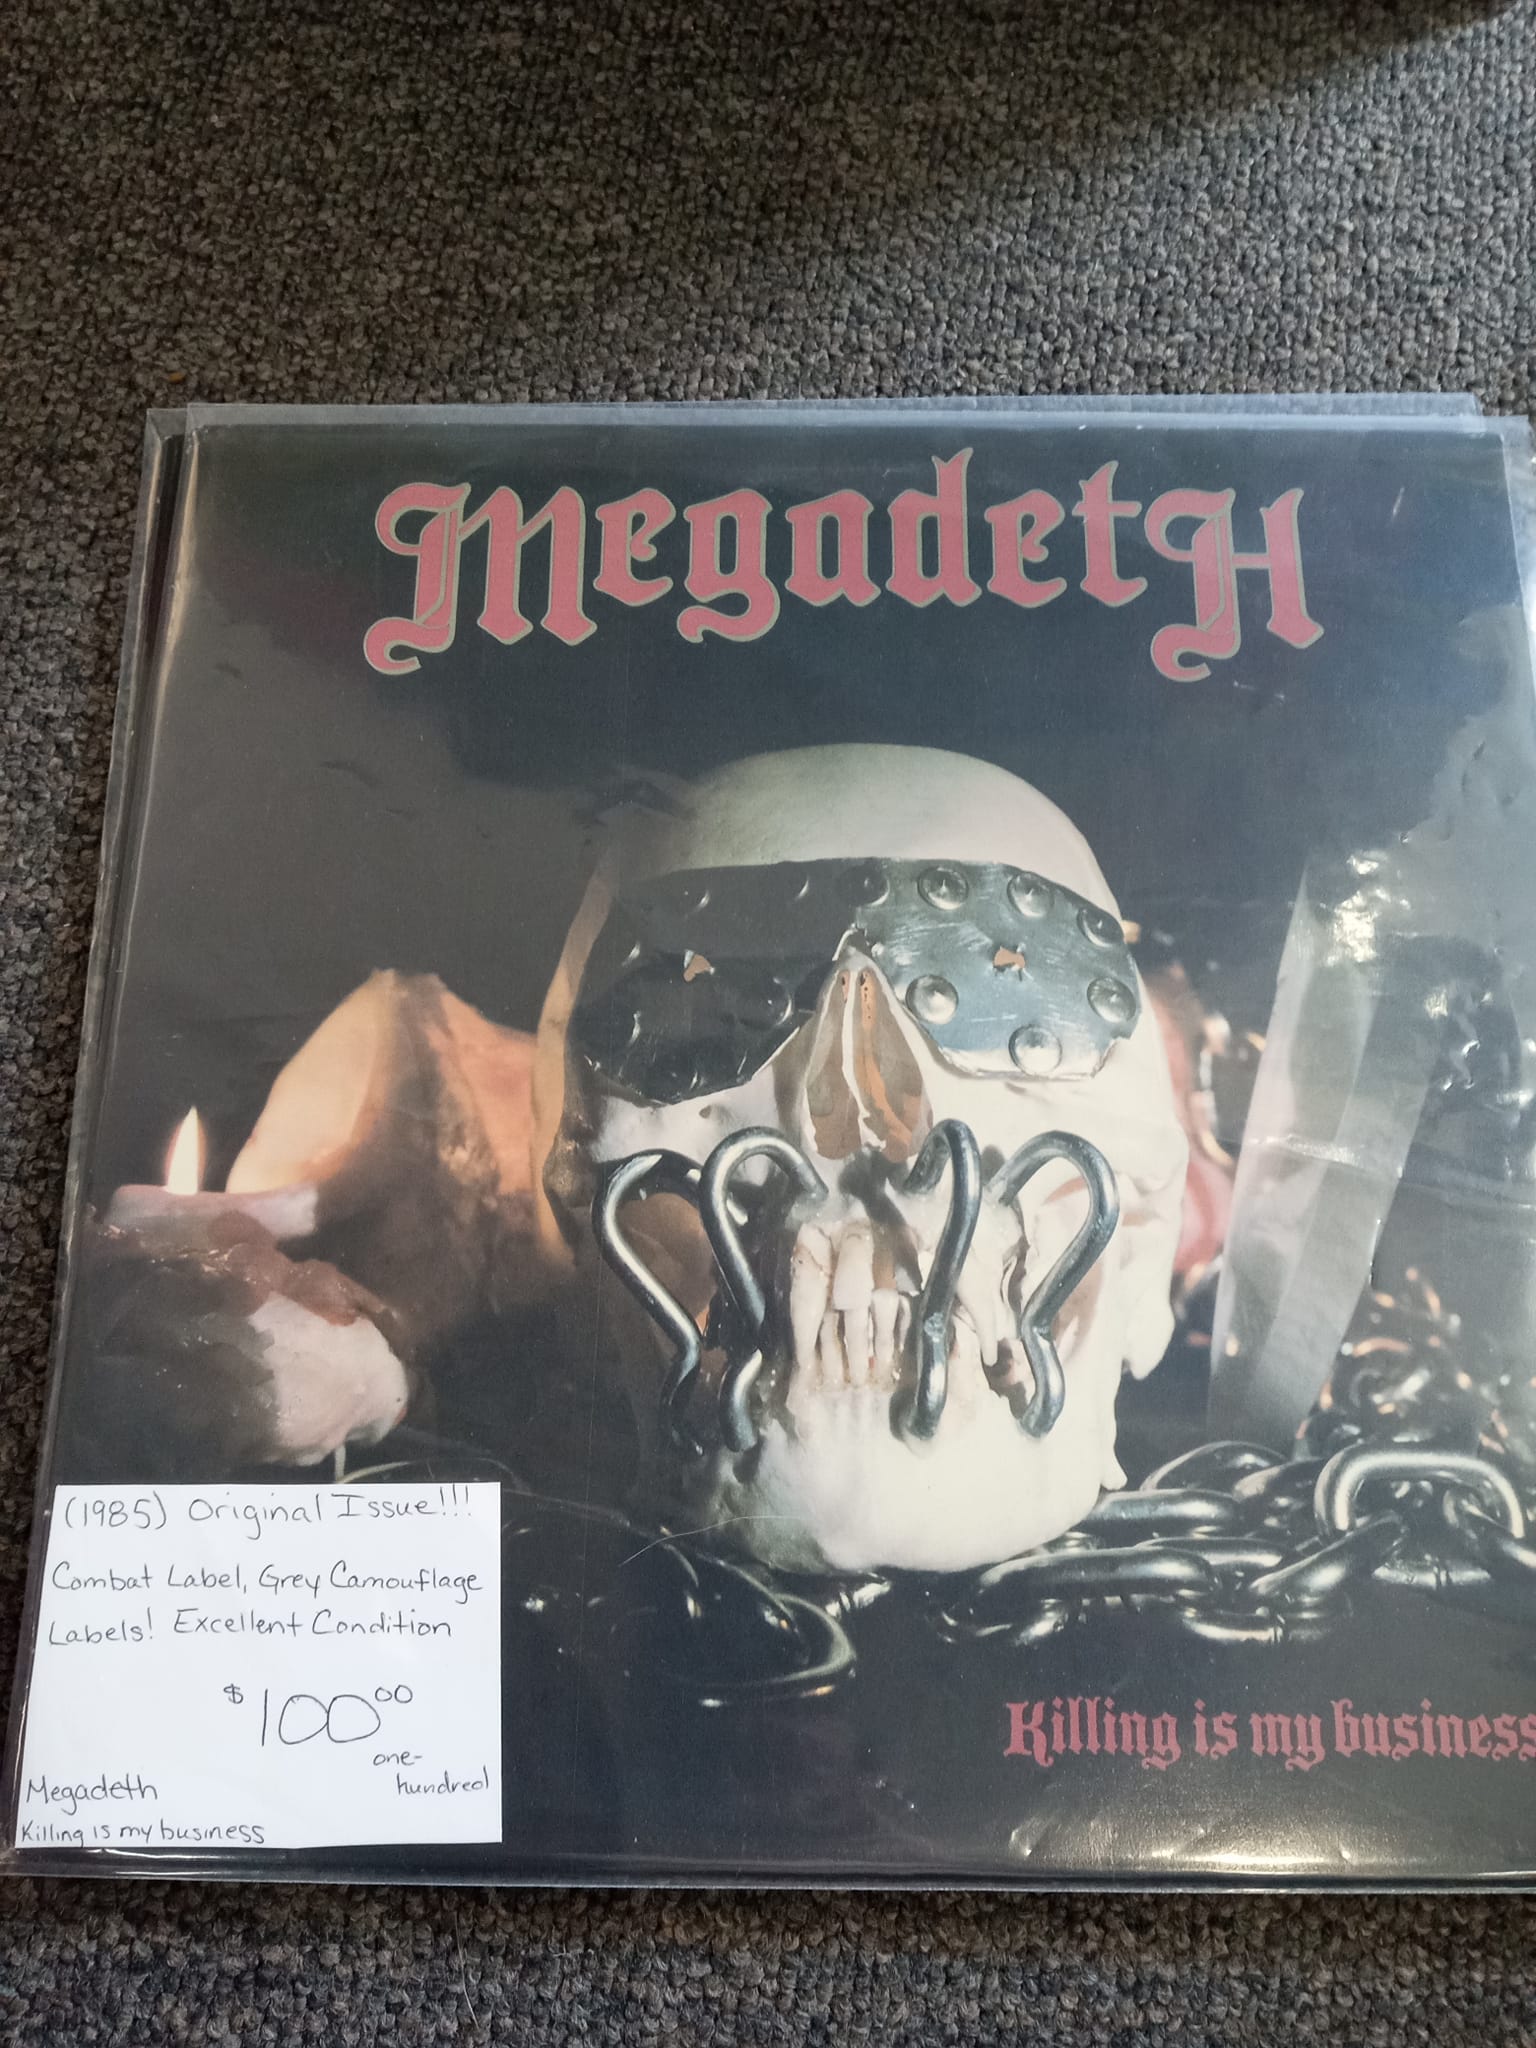 MegadetH
Killing is my business
(1985) Original Issue!!!
Combat Label, Grey Camouflage
Labels! Excellent Condition
$100.00
one-
hundred
Megadeth
Killing is my business